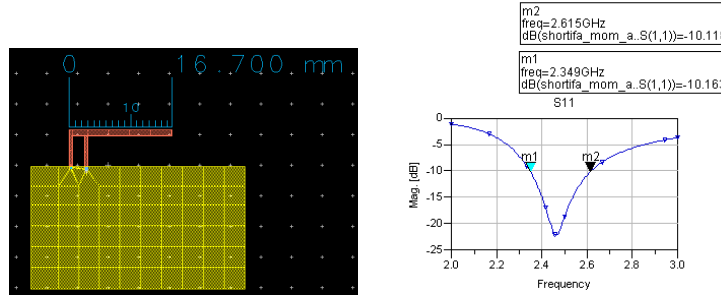 0 16.700 mm
10
m2
freq=2.615GHz
dB(shortifa_mom_a..S(1,1))=-10.11
m1
freq=2.349GHz
dB(shortifa_mom_a..S(1,1))=-10.163
S11
0
-5
-10
-15
-20
-25
Mag. [dB]
m1
m2
2.0 2.2 2.4 2.6 2.8 3.0
Frequency